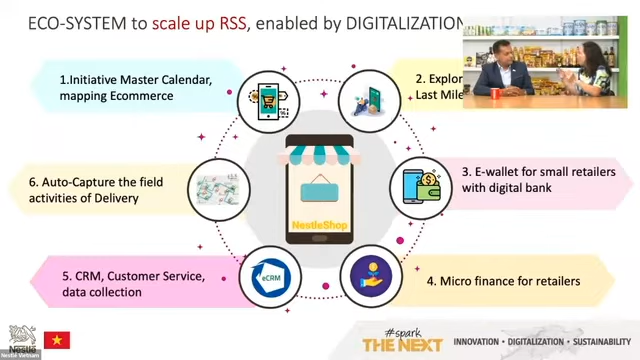 ECO-SYSTEM to scale up RSS, enabled by DIGITALIZATION
1.Initiative Master Calendar,
mapping Ecommerce
2. Explor
Last Mile
3. E-wallet for small retailers
with digital bank
4. Micro finance for retailers
5. CRM, Customer Service,
data collection
6. Auto-Capture the field
activities of Delivery
NestleShop
eCRM
Nestlé
Nestlé Vietnam
#spark
THE NEXT
INNOVATION • DIGITALIZATION • SUSTAINABILITY